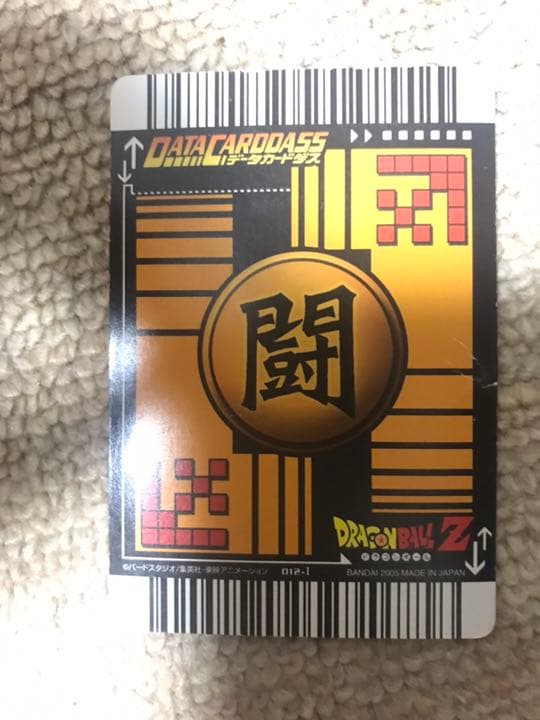 DATA CARDDASS
データカードダス
闘
DRAGON BALL Z
ドラゴンボール
©バードスタジオ/集英社・東映アニメーション 012-I BANDAI 2005 MADE IN JAPAN